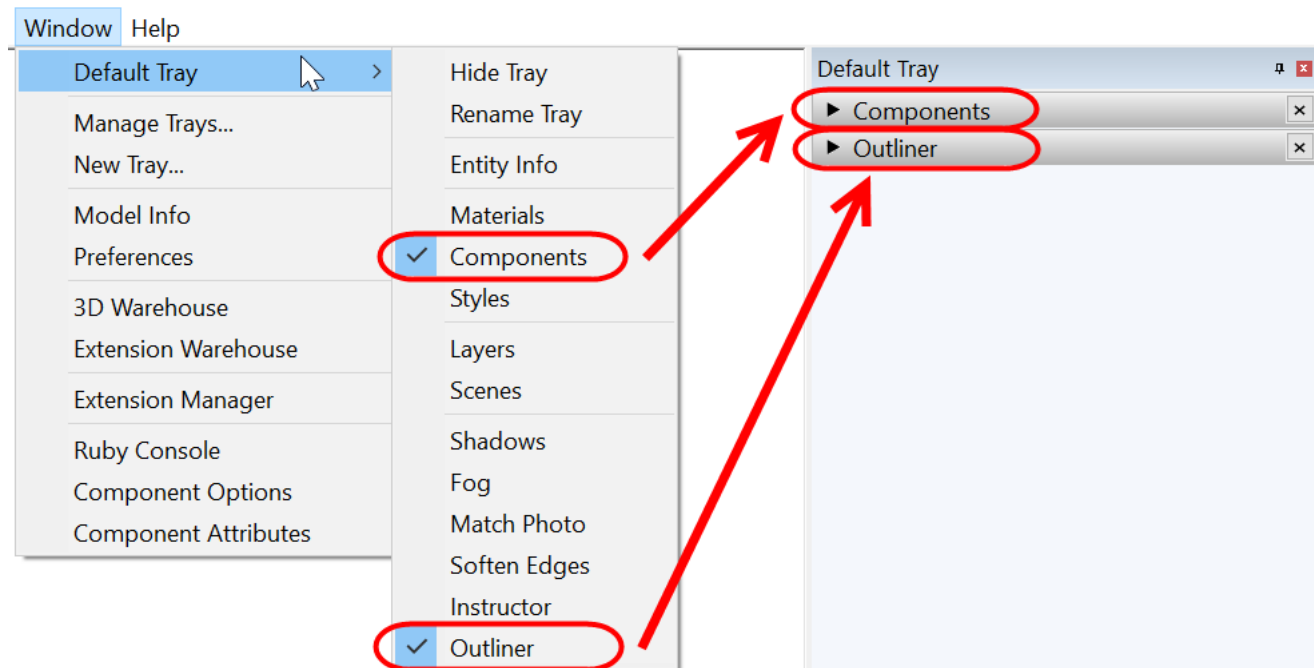 Window Help
Default Tray
Manage Trays...
New Tray...
Model Info
Preferences
3D Warehouse
Extension Warehouse
Extension Manager
Ruby Console
Component Options
Component Attributes
Hide Tray
Rename Tray
Entity Info
Materials
Components
Styles
Layers
Scenes
Shadows
Fog
Match Photo
Soften Edges
Instructor
Outliner
Default Tray
Components
Outliner